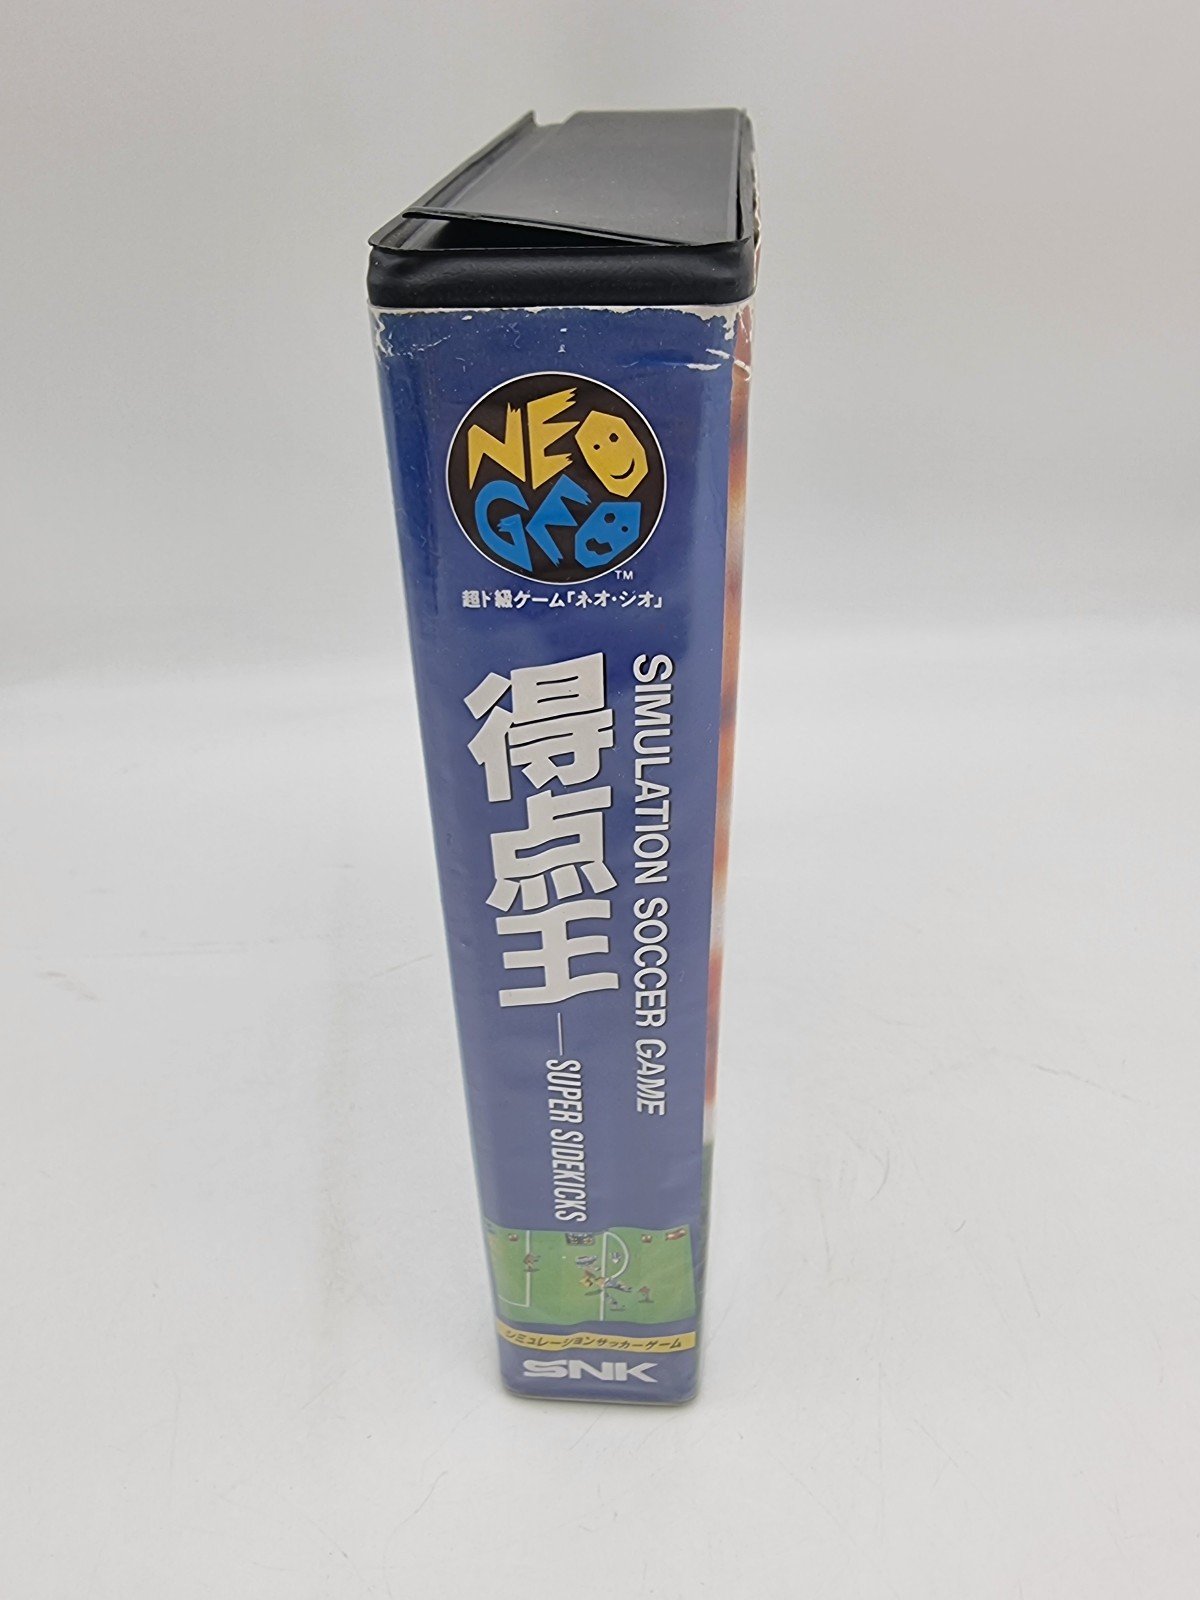 NEO
GEO
TM
超ド級ゲーム「ネオ・ジオ」
SIMULATION SOCCER GAME
得点王
—SUPER SIDEKICKS
シミュレーションサッカーゲーム
SNK